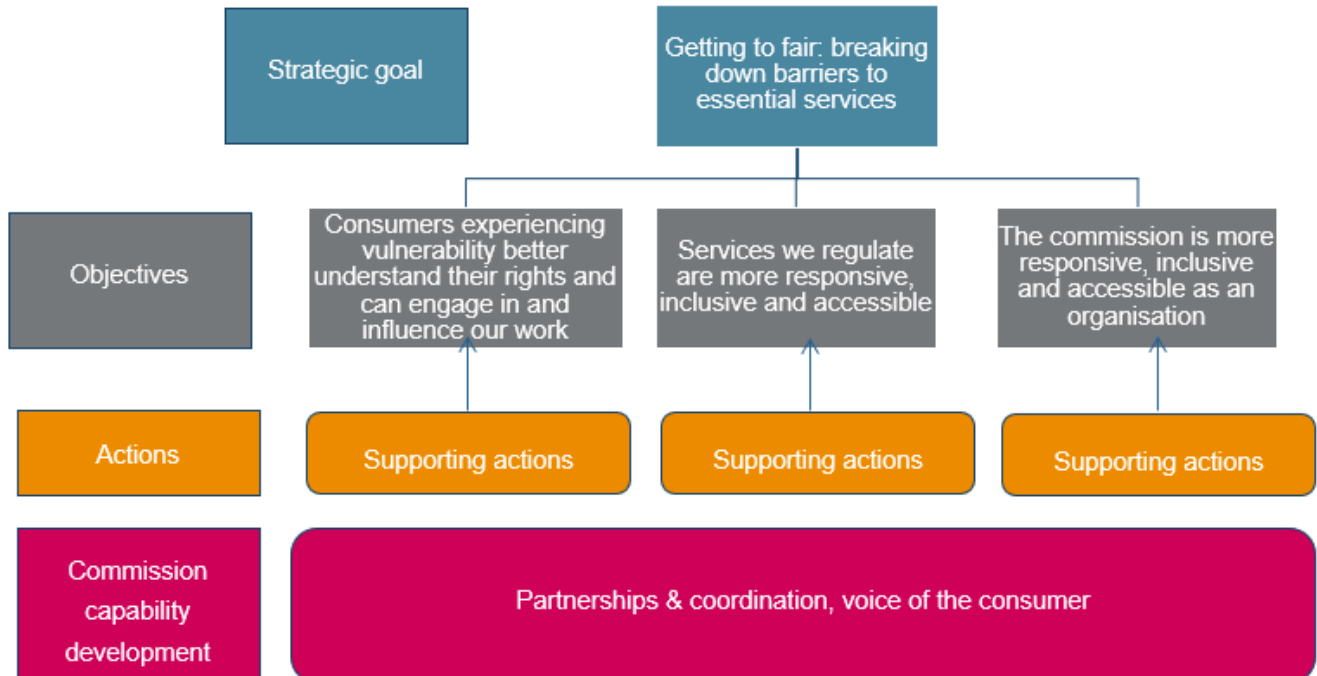 Strategic goal
Getting to fair: breaking
down barriers to
essential services
Objectives
Consumers experiencing
vulnerability better
understand their rights and
can engage in and
influence our work
Services we regulate
are more responsive,
inclusive and accessible
The commission is more
responsive, inclusive
and accessible as an
organisation
Actions
Supporting actions
Supporting actions
Supporting actions
Commission
capability
development
Partnerships & coordination, voice of the consumer